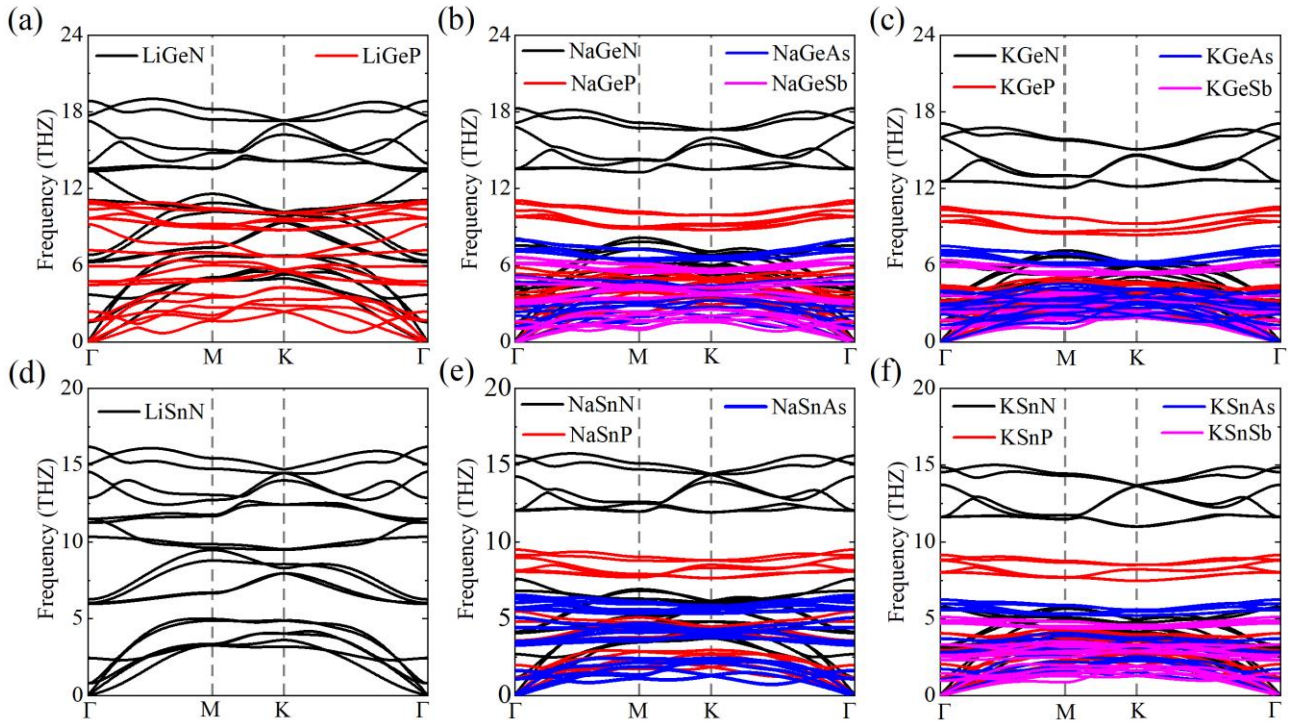 (a)
(b)
(c)
24
LiGeN
LiGeP
18
12
6
0
Frequency (THZ)
Γ
M
K
Γ
24
NaGeN
NaGeAs
NaGeP
NaGeSb
18
12
6
0
Frequency (THZ)
Γ
M
K
Γ
24
KGeN
KGeAs
KGeP
KGeSb
18
12
6
0
Frequency (THZ)
Γ
M
K
Γ
(d)
(e)
(f)
20
LiSnN
15
10
5
0
Frequency (THZ)
Γ
M
K
Γ
20
NaSnN
NaSnAs
NaSnP
15
10
5
0
Frequency (THZ)
Γ
M
K
Γ
20
KSnN
KSnAs
KSnP
KSnSb
15
10
5
0
Frequency (THZ)
Γ
M
K
Γ